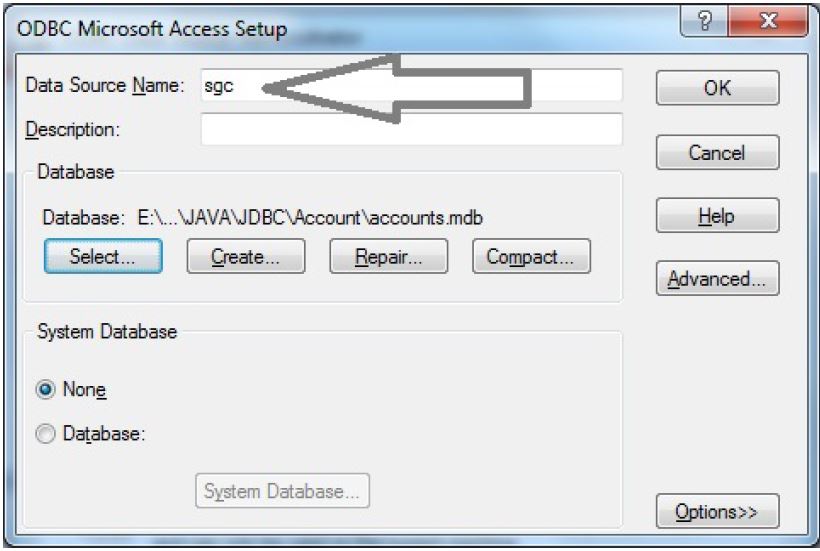 ODBC Microsoft Access Setup
Data Source Name: sgc
OK
Description:
Cancel
Database
Database: E:\...\JAVA\JDBC\Account\accounts.mdb
Help
Select... Create... Repair... Compact...
Advanced...
System Database
None
Database:
System Database...
Options>>